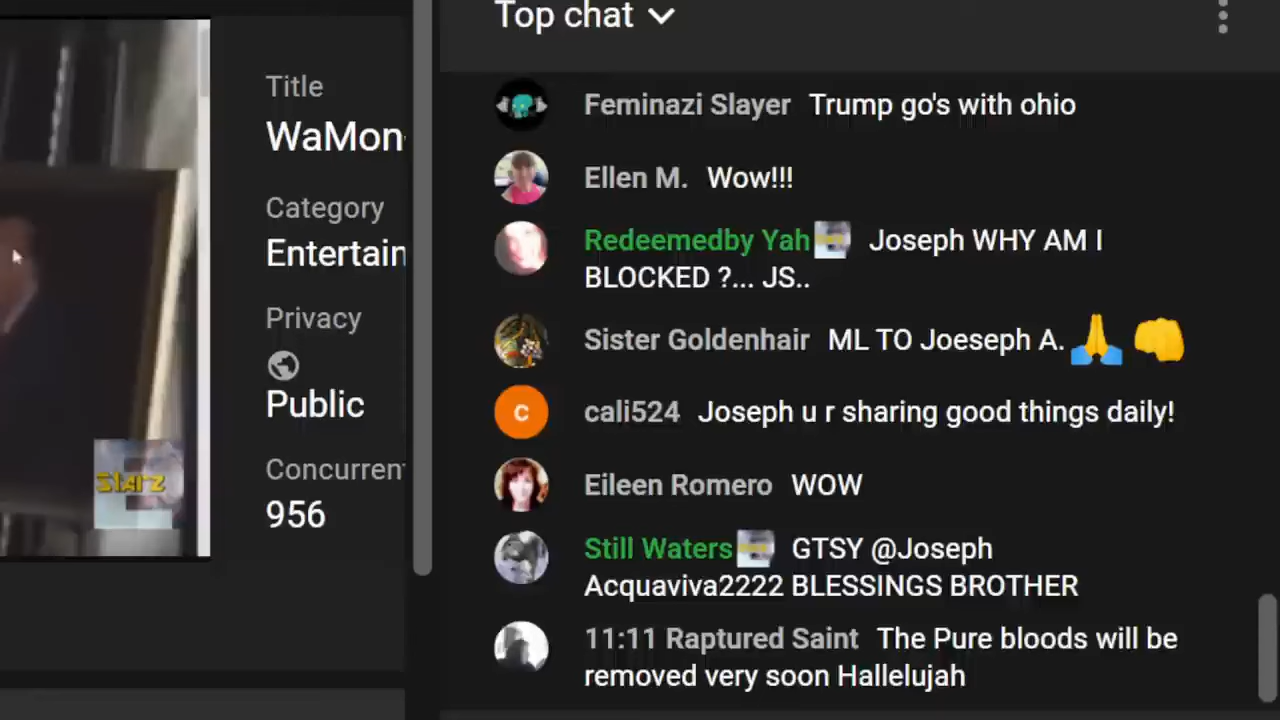 Top chat
Title
WaMon
Category
Entertain
Privacy
Public
Concurren
956
Starz
Feminazi Slayer Trump go's with ohio
Ellen M. Wow!!!
Redeemedby Yah Joseph WHY AM I
BLOCKED ?... JS..
Sister Goldenhair ML TO Joeseph A. 🙏 👊
C
cali524 Joseph u r sharing good things daily!
Eileen Romero WOW
Still Waters GTSY @Joseph
Acquaviva2222 BLESSINGS BROTHER
11:11 Raptured Saint The Pure bloods will be
removed very soon Hallelujah